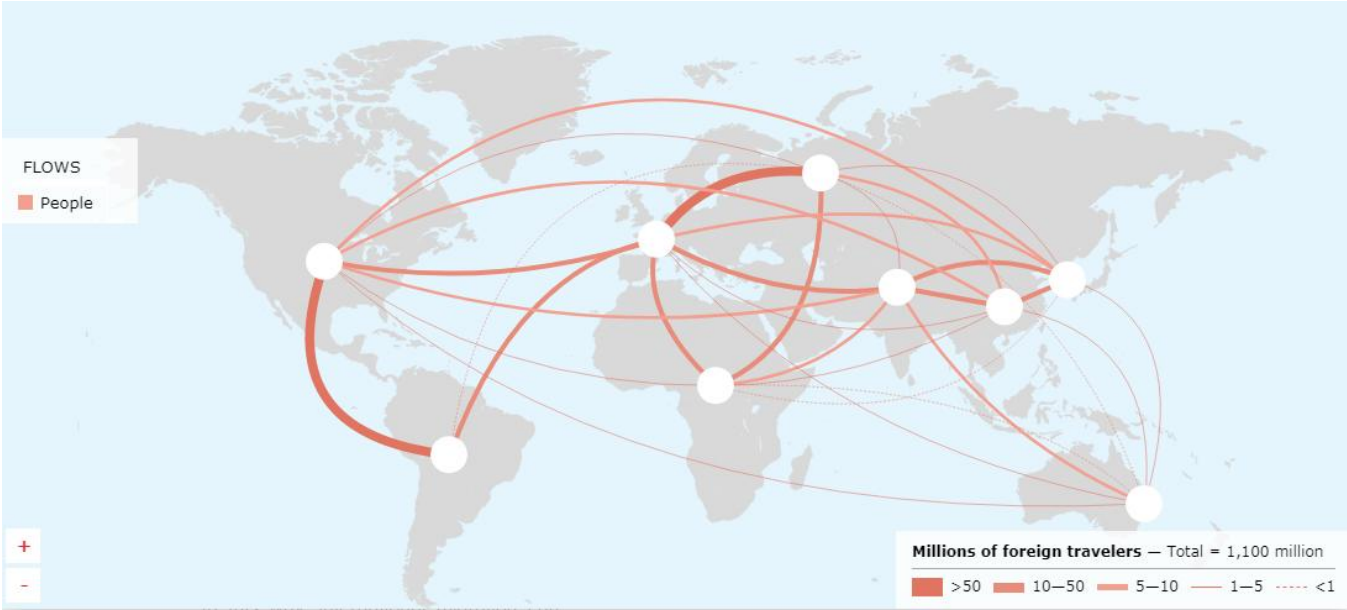 FLOWS
People
+
-
Millions of foreign travelers — Total = 1,100 million
>50 10—50 5—10 1—5 <1